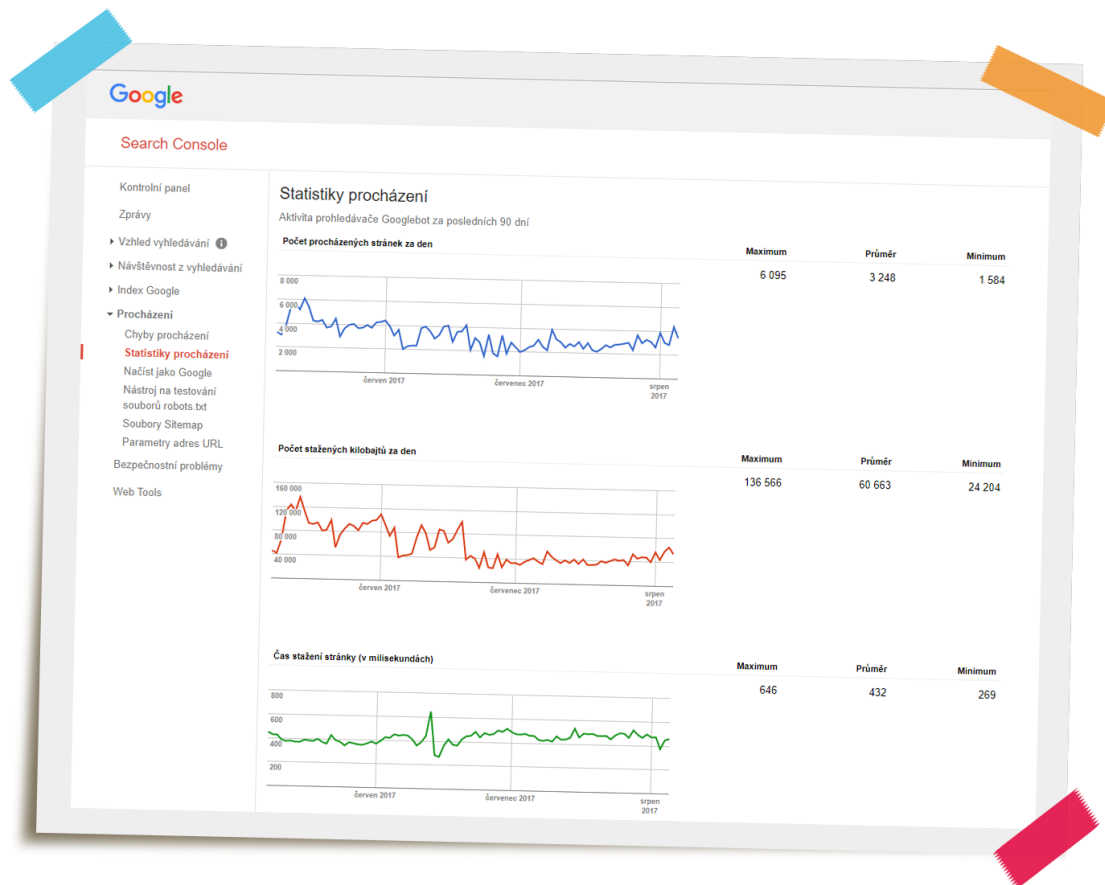 Google
Search Console
Kontrolní panel
Zprávy
Vzhled vyhledávání
Návštěvnost z vyhledávání
Index Google
Procházení
Chyby procházení
Statistiky procházení
Načíst jako Google
Nástroj na testování
souborů robots.txt
Soubory Sitemap
Parametry adres URL
Bezpečnostní problémy
Web Tools
Statistiky procházení
Aktivita prohledávače Googlebot za posledních 90 dní
Počet procházených stránek za den
Maximum Průměr Minimum
6 095 3 248 1 584
8 000
6 000
4 000
2 000
červen 2017 červenec 2017 srpen
2017
Počet stažených kilobajtů za den
Maximum Průměr Minimum
136 566 60 663 24 204
160 000
120 000
80 000
40 000
červen 2017 červenec 2017 srpen
2017
Čas stažení stránky (v milisekundách)
Maximum Průměr Minimum
646 432 269
800
600
400
200
červen 2017 červenec 2017 srpen
2017